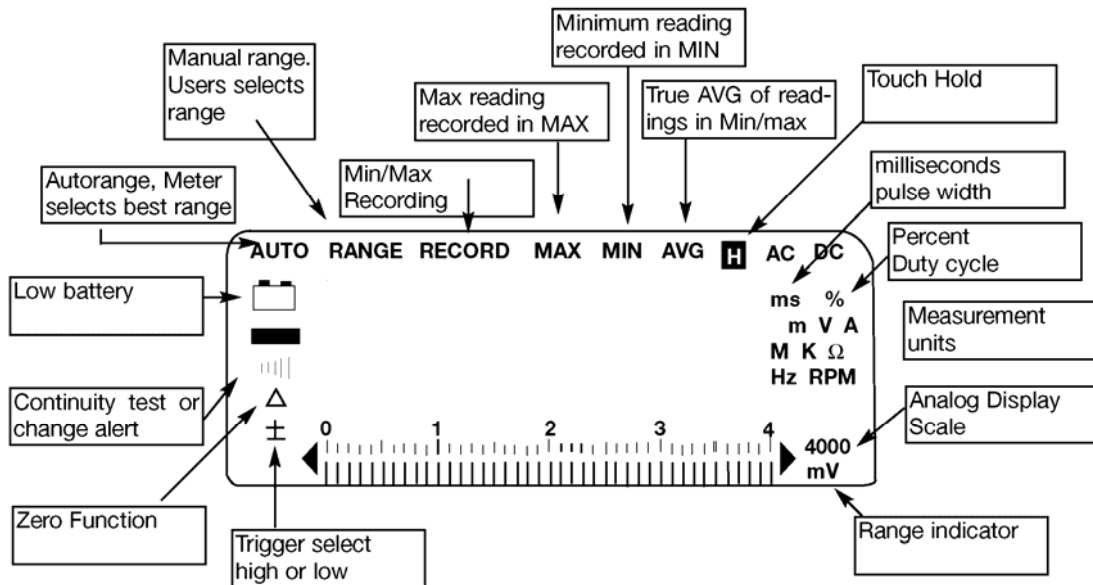 Minimum reading
recorded in MIN
Manual range.
Users selects
range
Max reading
recorded in MAX
True AVG of read-
ings in Min/max
Touch Hold
Min/Max
Recording
milliseconds
pulse width
Autorange, Meter
selects best range
AUTO RANGE RECORD MAX MIN AVG H AC DC
Percent
Duty cycle
Low battery
ms %
m V A
M K Ω
Hz RPM
Measurement
units
Continuity test or
change alert
Δ
±
0 1 2 3 4
4000
mV
Analog Display
Scale
Zero Function
Trigger select
high or low
Range indicator